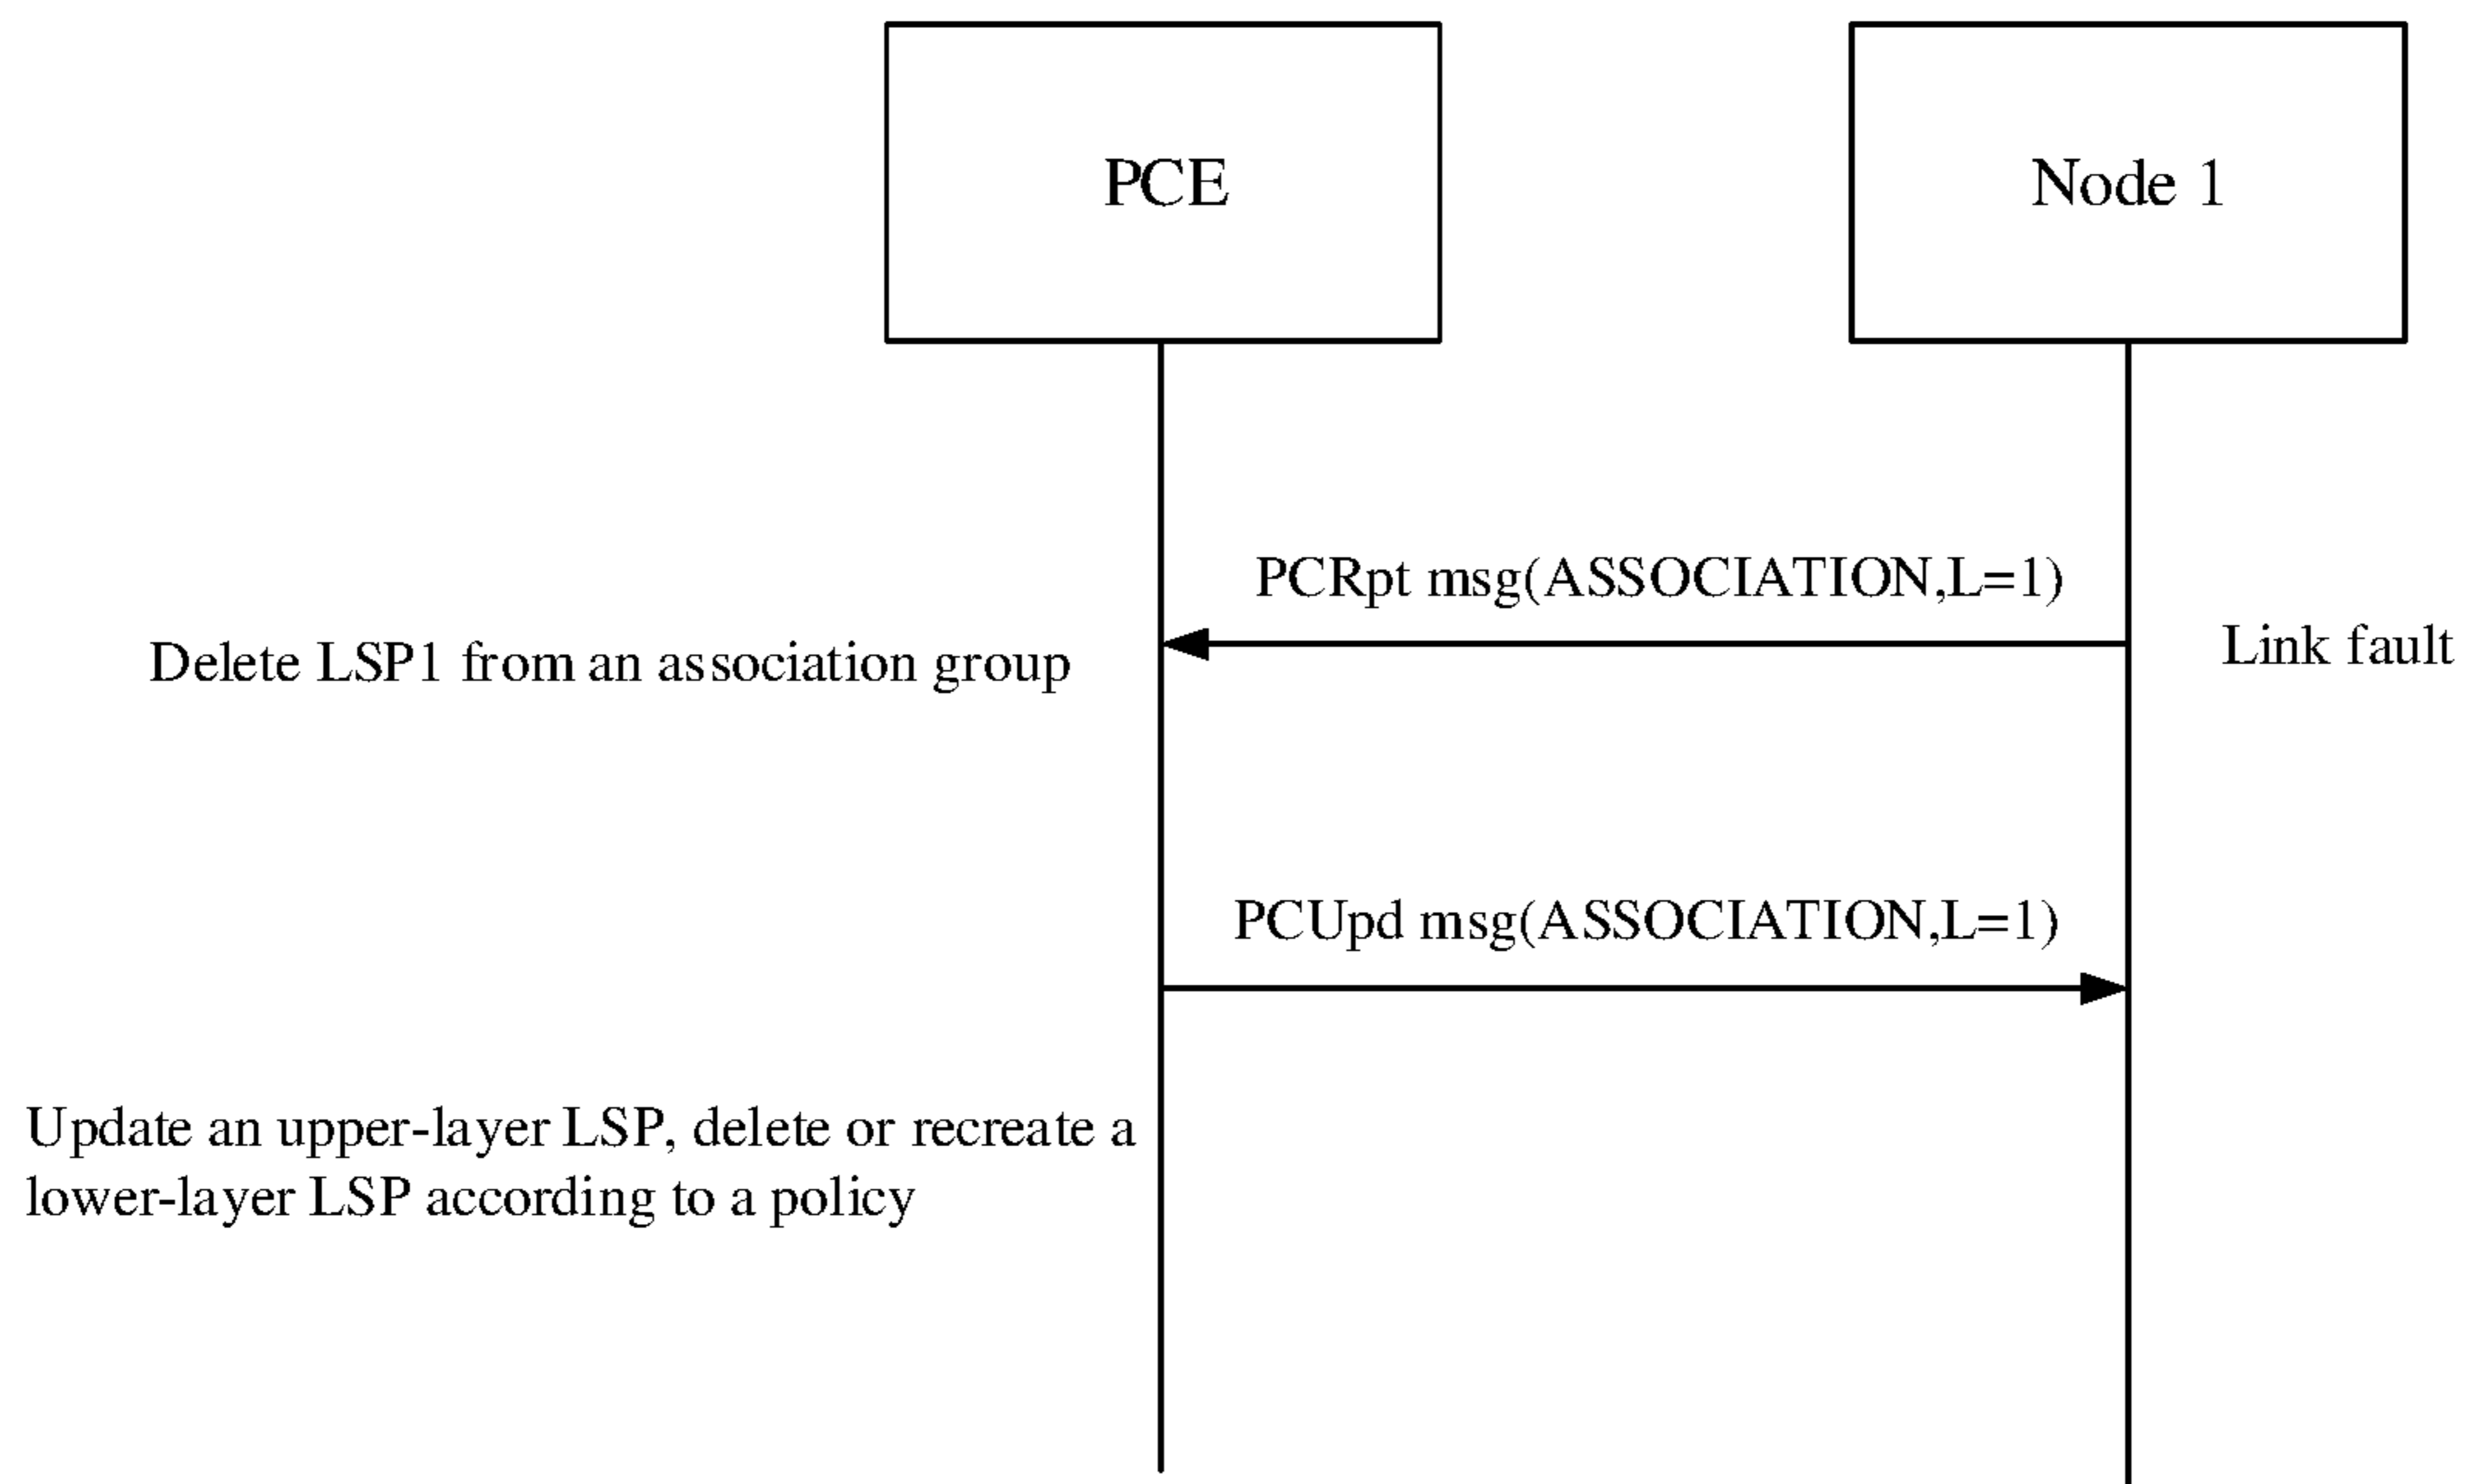 PCE
Node 1
PCRpt msg(ASSOCIATION,L=1)
Delete LSP1 from an association group
Link fault
PCUpd msg(ASSOCIATION,L=1)
Update an upper-layer LSP, delete or recreate a
lower-layer LSP according to a policy